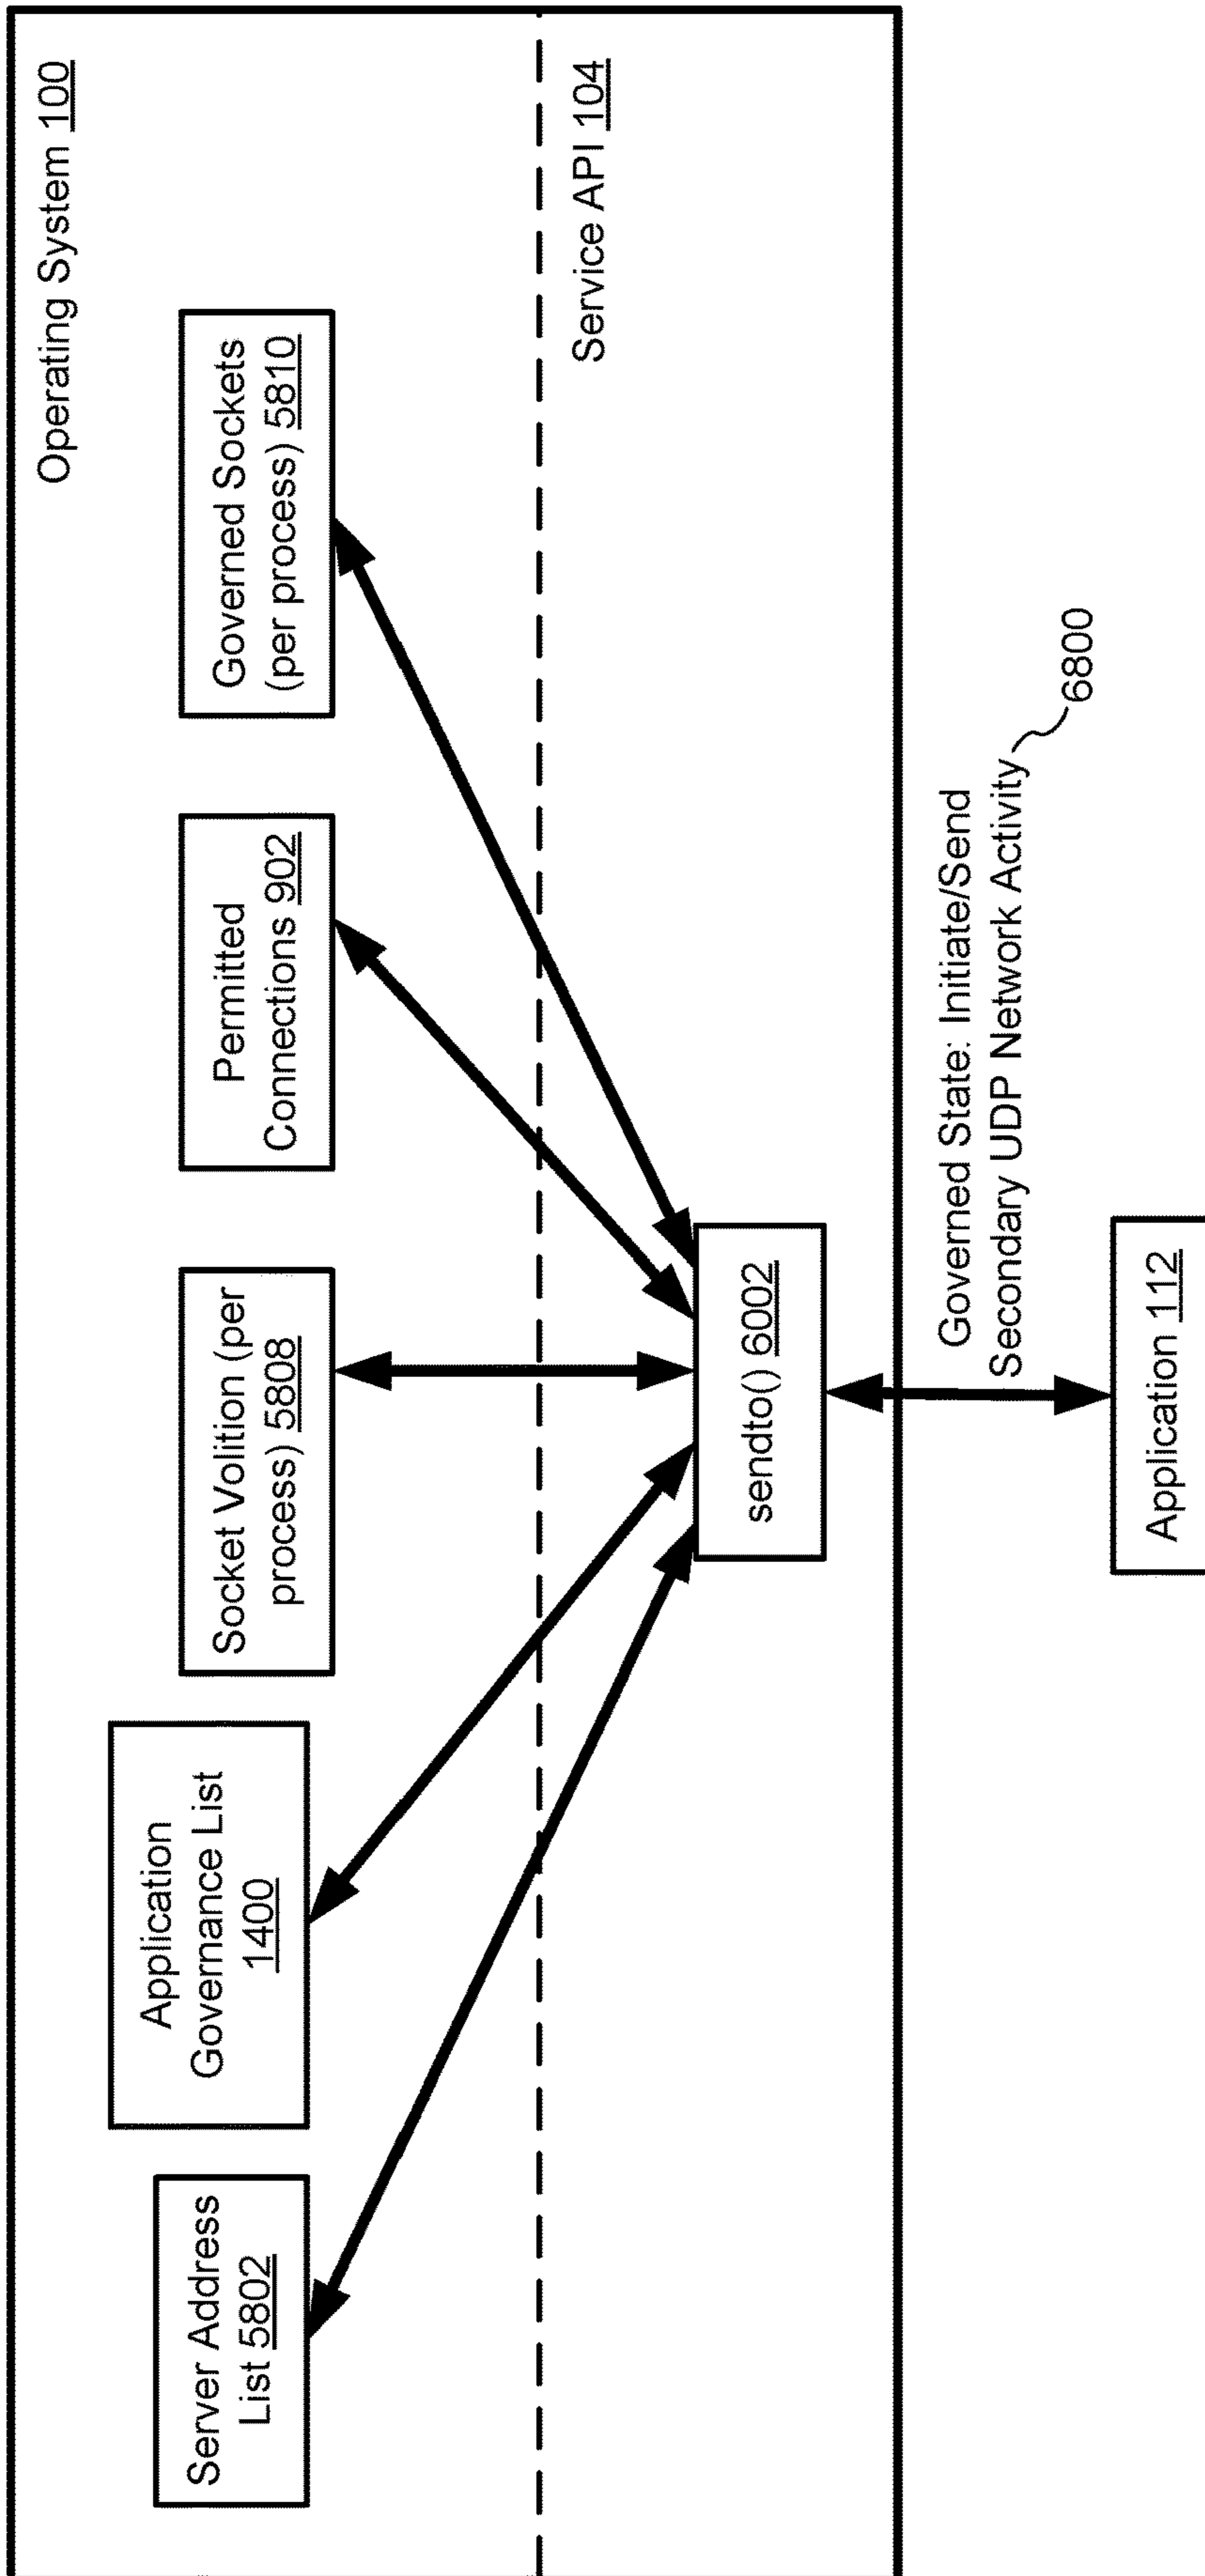 Operating System 100
Server Address
List 5802
Application
Governance List
1400
Socket Volition (per
process) 5808
Permitted
Connections 902
Governed Sockets
(per process) 5810
Service API 104
sendto() 6002
Governed State: Initiate/Send
Secondary UDP Network Activity
6800
Application 112